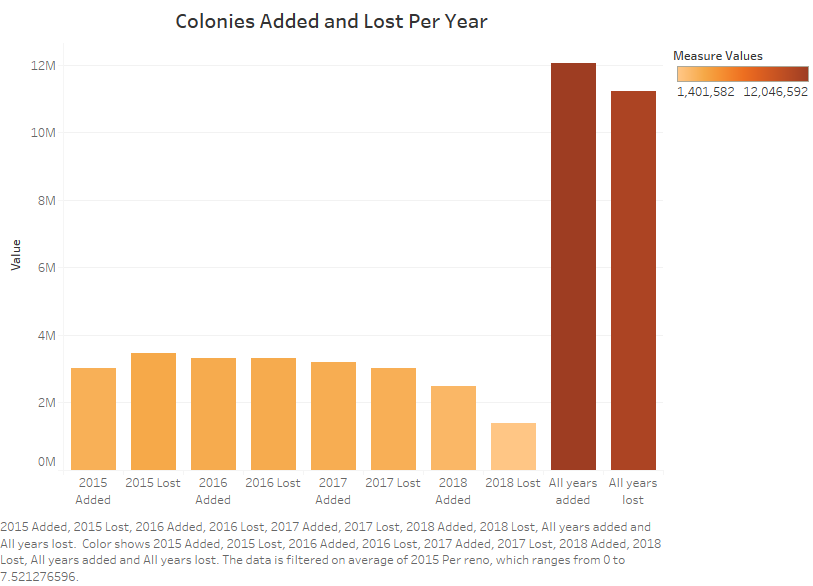 Colonies Added and Lost Per Year
Measure Values
1,401,582 12,046,592
12M
10M
8M
6M
4M
2M
0M
Value
2015 Added
2015 Lost
2016 Added
2016 Lost
2017 Added
2017 Lost
2018 Added
2018 Lost
All years added
All years lost
2015 Added, 2015 Lost, 2016 Added, 2016 Lost, 2017 Added, 2017 Lost, 2018 Added, 2018 Lost, All years added and
All years lost.  Color shows 2015 Added, 2015 Lost, 2016 Added, 2016 Lost, 2017 Added, 2017 Lost, 2018 Added, 2018
Lost, All years added and All years lost. The data is filtered on average of 2015 Per reno, which ranges from 0 to
7.521276596.